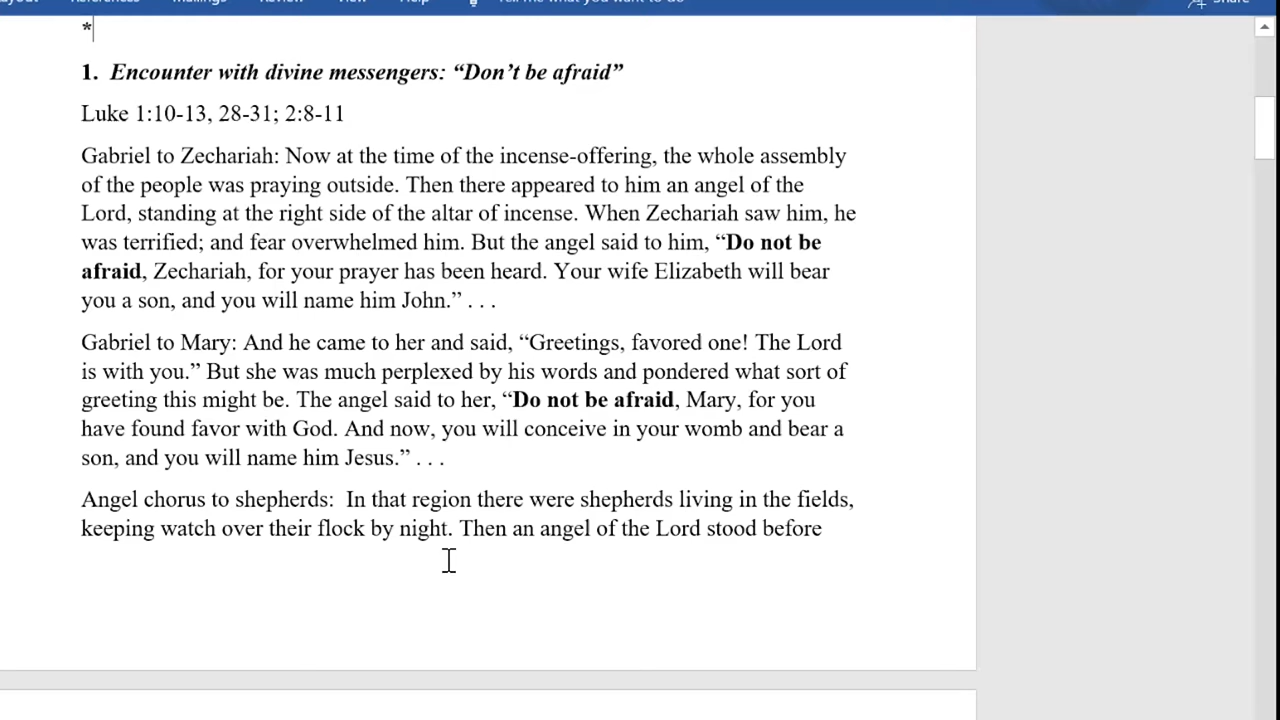 *
1. Encounter with divine messengers: “Don’t be afraid”
Luke 1:10-13, 28-31; 2:8-11
Gabriel to Zechariah: Now at the time of the incense-offering, the whole assembly
of the people was praying outside. Then there appeared to him an angel of the
Lord, standing at the right side of the altar of incense. When Zechariah saw him, he
was terrified; and fear overwhelmed him. But the angel said to him, “Do not be
afraid, Zechariah, for your prayer has been heard. Your wife Elizabeth will bear
you a son, and you will name him John.” . . .
Gabriel to Mary: And he came to her and said, “Greetings, favored one! The Lord
is with you.” But she was much perplexed by his words and pondered what sort of
greeting this might be. The angel said to her, “Do not be afraid, Mary, for you
have found favor with God. And now, you will conceive in your womb and bear a
son, and you will name him Jesus.” . . .
Angel chorus to shepherds:  In that region there were shepherds living in the fields,
keeping watch over their flock by night. Then an angel of the Lord stood before